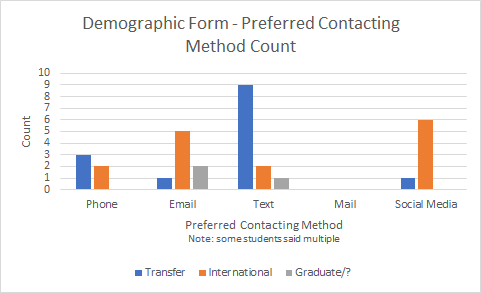 Demographic Form - Preferred Contacting
Method Count
10
9
8
7
6
5
4
3
2
1
0
Count
Phone Email Text Mail Social Media
Preferred Contacting Method
Note: some students said multiple
Transfer International Graduate/?